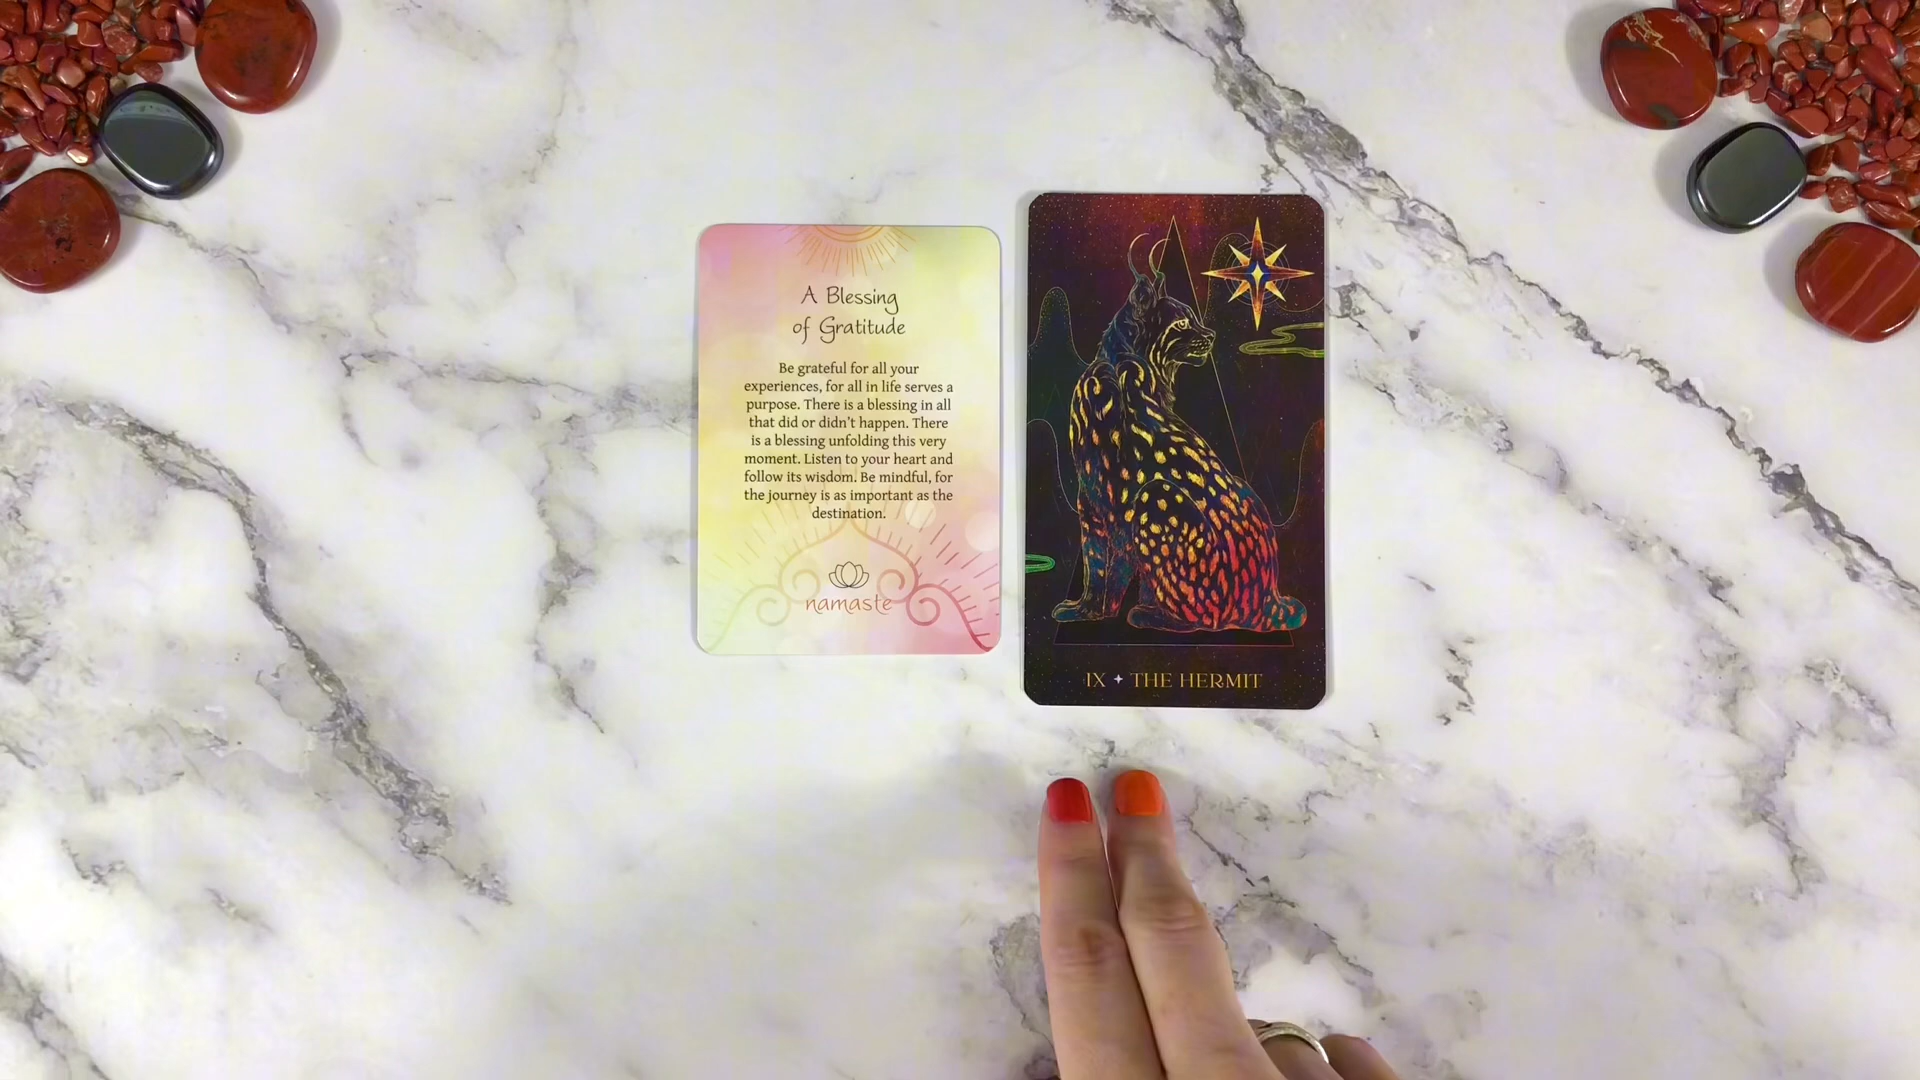 A Blessing
of Gratitude
Be grateful for all your
experiences, for all in life serves a
purpose. There is a blessing in all
that did or didn't happen. There
is a blessing unfolding this very
moment. Listen to your heart and
follow its wisdom. Be mindful, for
the journey is as important as the
destination.
namaste
IX ✦ THE HERMIT